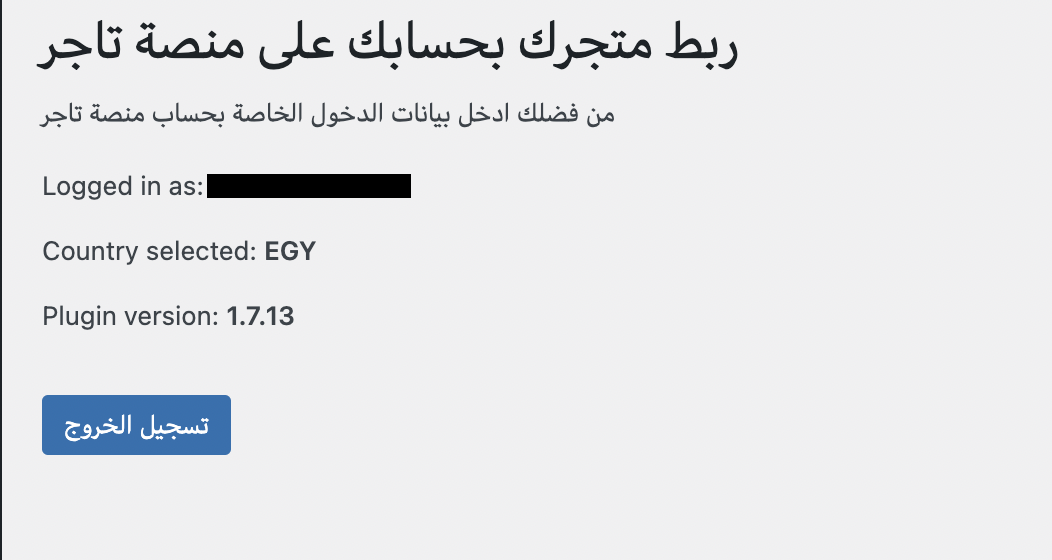 ربط متجرك بحسابك على منصة تاجر
من فضلك ادخل بيانات الدخول الخاصة بحساب منصة تاجر
Logged in as:
Country selected: EGY
Plugin version: 1.7.13
تسجيل الخروج